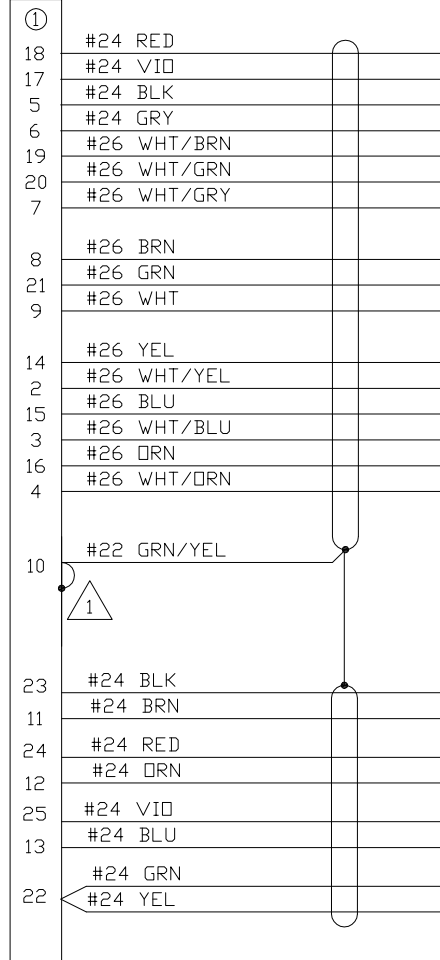 1
#24 RED
18
#24 VIO
17
#24 BLK
5
#24 GRY
6
#26 WHT/BRN
19
#26 WHT/GRN
20
#26 WHT/GRY
7
#26 BRN
8
#26 GRN
21
#26 WHT
9
#26 YEL
14
#26 WHT/YEL
2
#26 BLU
15
#26 WHT/BLU
3
#26 ORN
16
#26 WHT/ORN
4
#22 GRN/YEL
10
1
#24 BLK
23
#24 BRN
11
#24 RED
24
#24 ORN
12
#24 VIO
25
#24 BLU
13
#24 GRN
22
#24 YEL